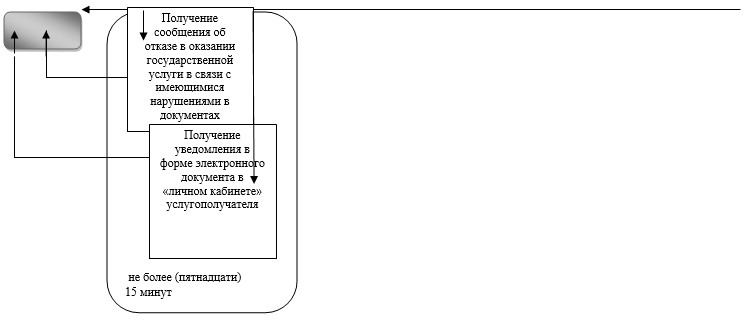 Получение
сообщения об
отказе в оказании
государственной
услуги в связи с
имеющимися
нарушениями в
документах
Получение
уведомления в
форме электронного
документа в
«личном кабинете»
услугополучателя
не более (пятнадцати)
15 минут